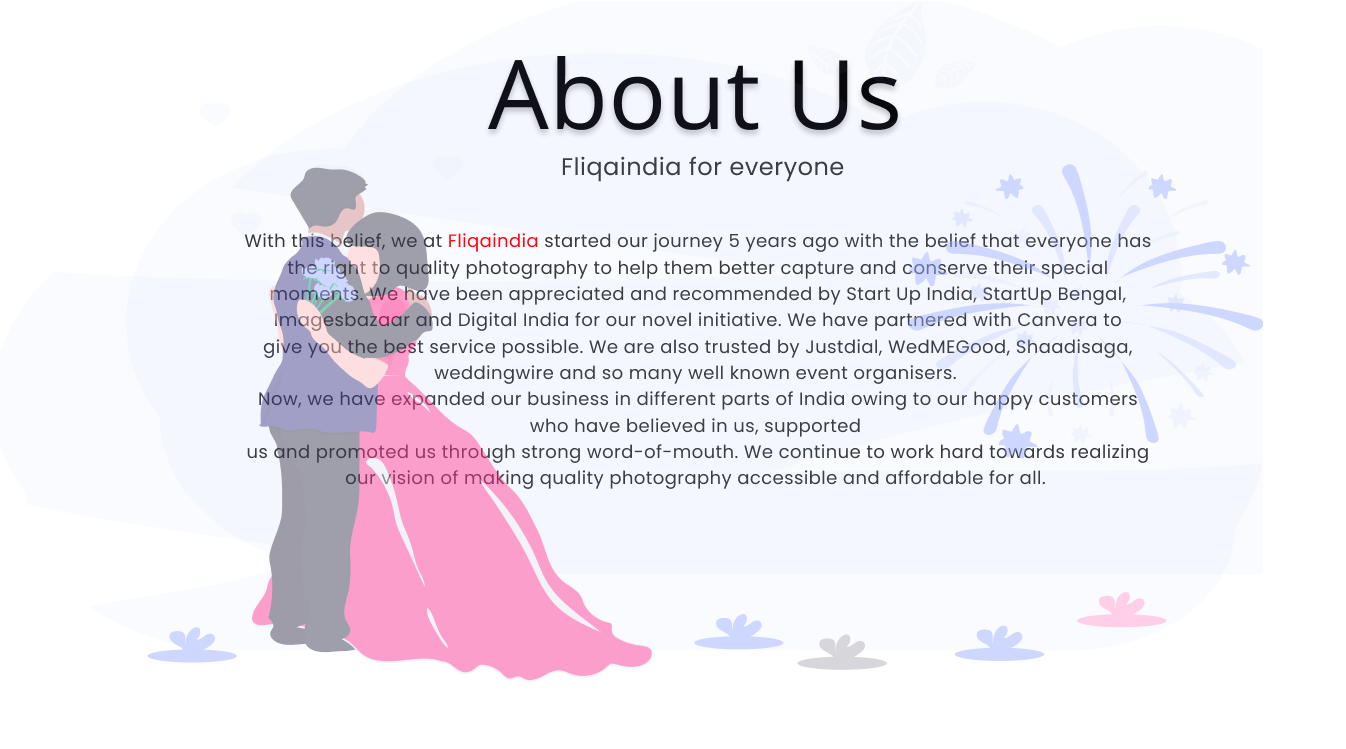 About Us
Fliqaindia for everyone
With this belief, we at Fliqaindia started our journey 5 years ago with the belief that everyone has
the right to quality photography to help them better capture and conserve their special
moments. We have been appreciated and recommended by Start Up India, StartUp Bengal,
Imagesbazaar and Digital India for our novel initiative. We have partnered with Canvera to
give you the best service possible. We are also trusted by Justdial, WedMEGood, Shaadisaga,
weddingwire and so many well known event organisers.
Now, we have expanded our business in different parts of India owing to our happy customers
who have believed in us, supported
us and promoted us through strong word-of-mouth. We continue to work hard towards realizing
our vision of making quality photography accessible and affordable for all.